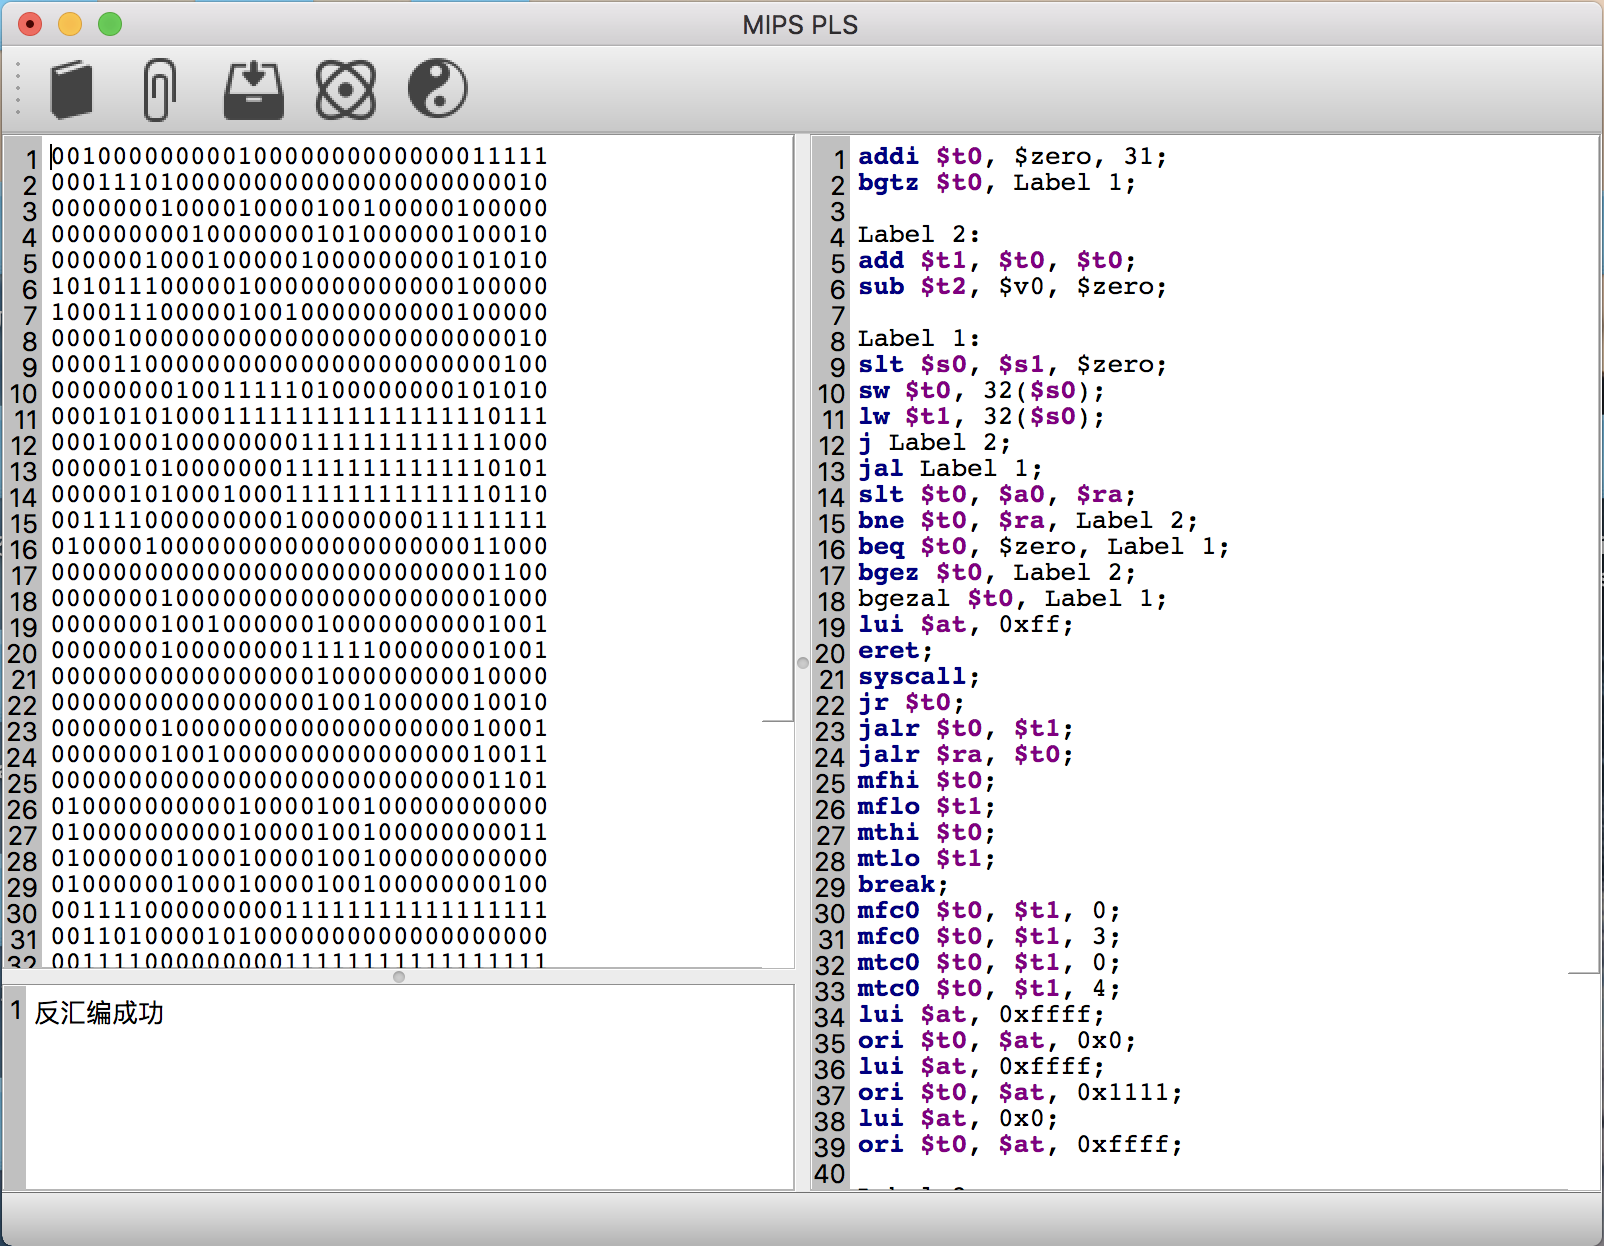 MIPS PLS
1 00100000000010000000000000011111
2 00011101000000000000000000000010
3 00000001000010000100100000100000
4 00000000010000000101000000100010
5 00000010001000001000000000101010
6 10101110000010000000000000100000
7 10001110000010010000000000100000
8 00001000000000000000000000000010
9 00001100000000000000000000000100
10 00000000100111110100000000101010
11 00010101000111111111111111110111
12 00010001000000001111111111111000
13 00000101000000011111111111110101
14 00000101000100011111111111110110
15 00111100000000010000000011111111
16 01000010000000000000000000011000
17 00000000000000000000000000001100
18 00000001000000000000000000001000
19 00000001001000000100000000001001
20 00000001000000001111100000001001
21 00000000000000000100000000010000
22 00000000000000000100100000010010
23 00000001000000000000000000010001
24 00000001001000000000000000010011
25 00000000000000000000000000001101
26 01000000000010000100100000000000
27 01000000000010000100100000000011
28 01000000100010000100100000000000
29 01000000100010000100100000000100
30 00111100000000011111111111111111
31 00110100001010000000000000000000
32 00111100000000011111111111111111
1 反汇编成功
1 addi $t0, $zero, 31;
2 bgtz $t0, Label 1;
3
4 Label 2:
5 add $t1, $t0, $t0;
6 sub $t2, $v0, $zero;
7
8 Label 1:
9 slt $s0, $s1, $zero;
10 sw $t0, 32($s0);
11 lw $t1, 32($s0);
12 j Label 2;
13 jal Label 1;
14 slt $t0, $a0, $ra;
15 bne $t0, $ra, Label 2;
16 beq $t0, $zero, Label 1;
17 bgez $t0, Label 2;
18 bgezal $t0, Label 1;
19 lui $at, 0xff;
20 eret;
21 syscall;
22 jr $t0;
23 jalr $t0, $t1;
24 jalr $ra, $t0;
25 mfhi $t0;
26 mflo $t1;
27 mthi $t0;
28 mtlo $t1;
29 break;
30 mfc0 $t0, $t1, 0;
31 mfc0 $t0, $t1, 3;
32 mtc0 $t0, $t1, 0;
33 mtc0 $t0, $t1, 4;
34 lui $at, 0xffff;
35 ori $t0, $at, 0x0;
36 lui $at, 0xffff;
37 ori $t0, $at, 0x1111;
38 lui $at, 0x0;
39 ori $t0, $at, 0xffff;
40